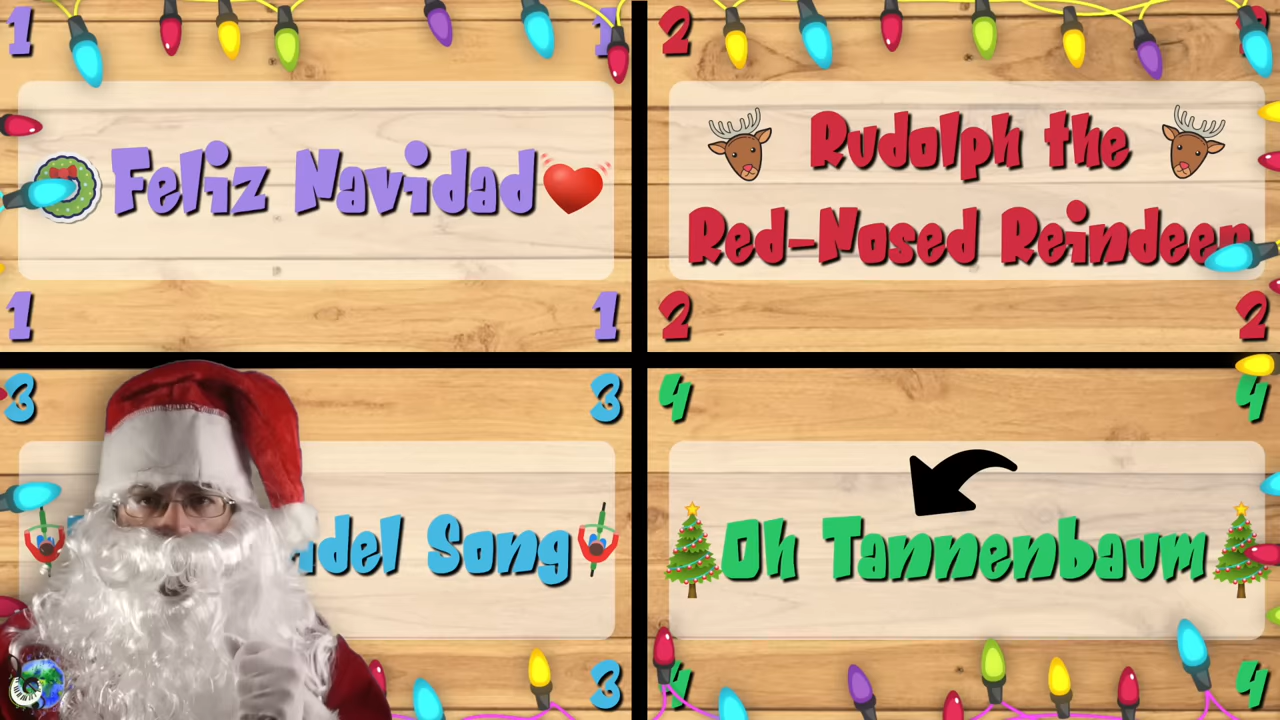 1 1
Feliz Navidad
1 1
2
Rudolph the
Red-Nosed Reindeer
2 2
3 3
Song
3
4 4
Oh Tannenbaum
4 4